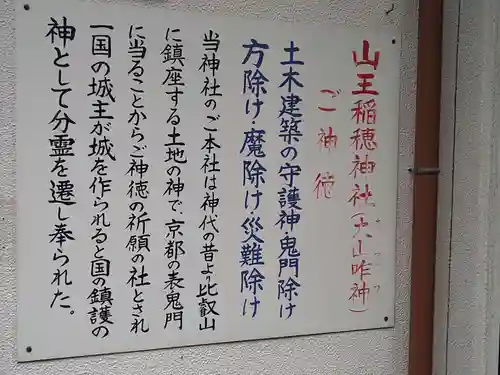 山王稲穂神社(大山咋神)
ご神徳
土木建築の守護神・鬼門除け
方除け・魔除け災難除け
当神社のご本社は神代の昔より比叡山
に鎮座する土地の神で、京都の表鬼門
に当ることからご神徳の祈願の社とされ
一国の城主が城を作られると国の鎮護の
神として分霊を遷し奉られた。